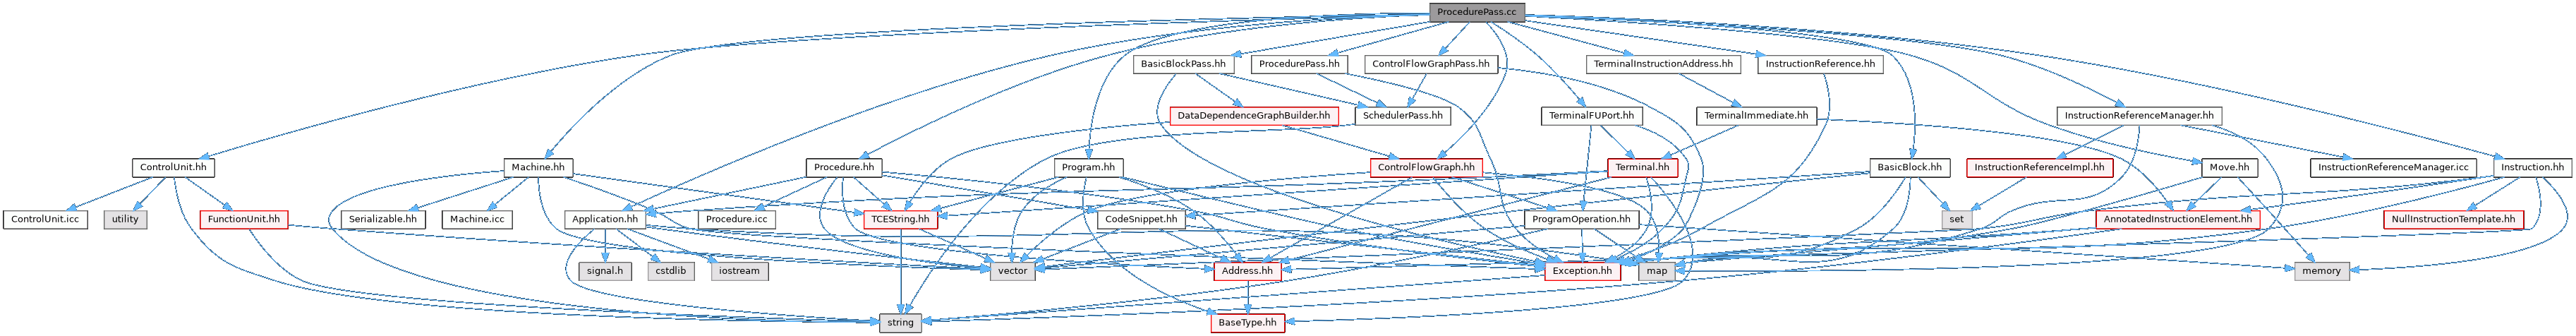 ProcedurePass.cc
BasicBlockPass.hh
ProcedurePass.hh
ControlFlowGraphPass.hh
TerminalInstructionAddress.hh
InstructionReference.hh
DataDependenceGraphBuilder.hh
SchedulerPass.hh
TerminalFUPort.hh
TerminalImmediate.hh
InstructionReferenceManager.hh
ControlUnit.hh
Machine.hh
Procedure.hh
Program.hh
ControlFlowGraph.hh
Terminal.hh
BasicBlock.hh
InstructionReferenceImpl.hh
Move.hh
InstructionReferenceManager.icc
Instruction.hh
ControlUnit.icc
utility
FunctionUnit.hh
Serializable.hh
Machine.icc
Application.hh
Procedure.icc
TCEString.hh
CodeSnippet.hh
ProgramOperation.hh
set
AnnotatedInstructionElement.hh
NullInstructionTemplate.hh
signal.h
cstdlib
iostream
vector
Address.hh
Exception.hh
map
memory
string
BaseType.hh